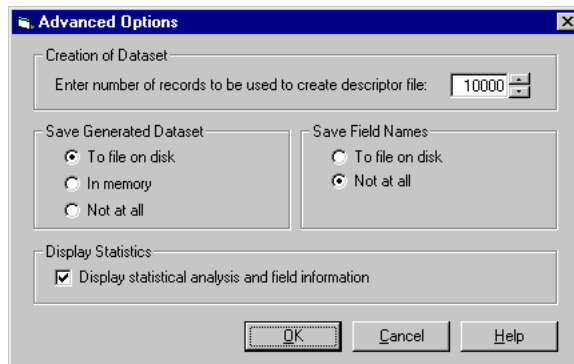 Advanced Options
Creation of Dataset
Enter number of records to be used to create descriptor file: 10000
Save Generated Dataset
To file on disk
In memory
Not at all
Save Field Names
To file on disk
Not at all
Display Statistics
Display statistical analysis and field information
OK Cancel Help